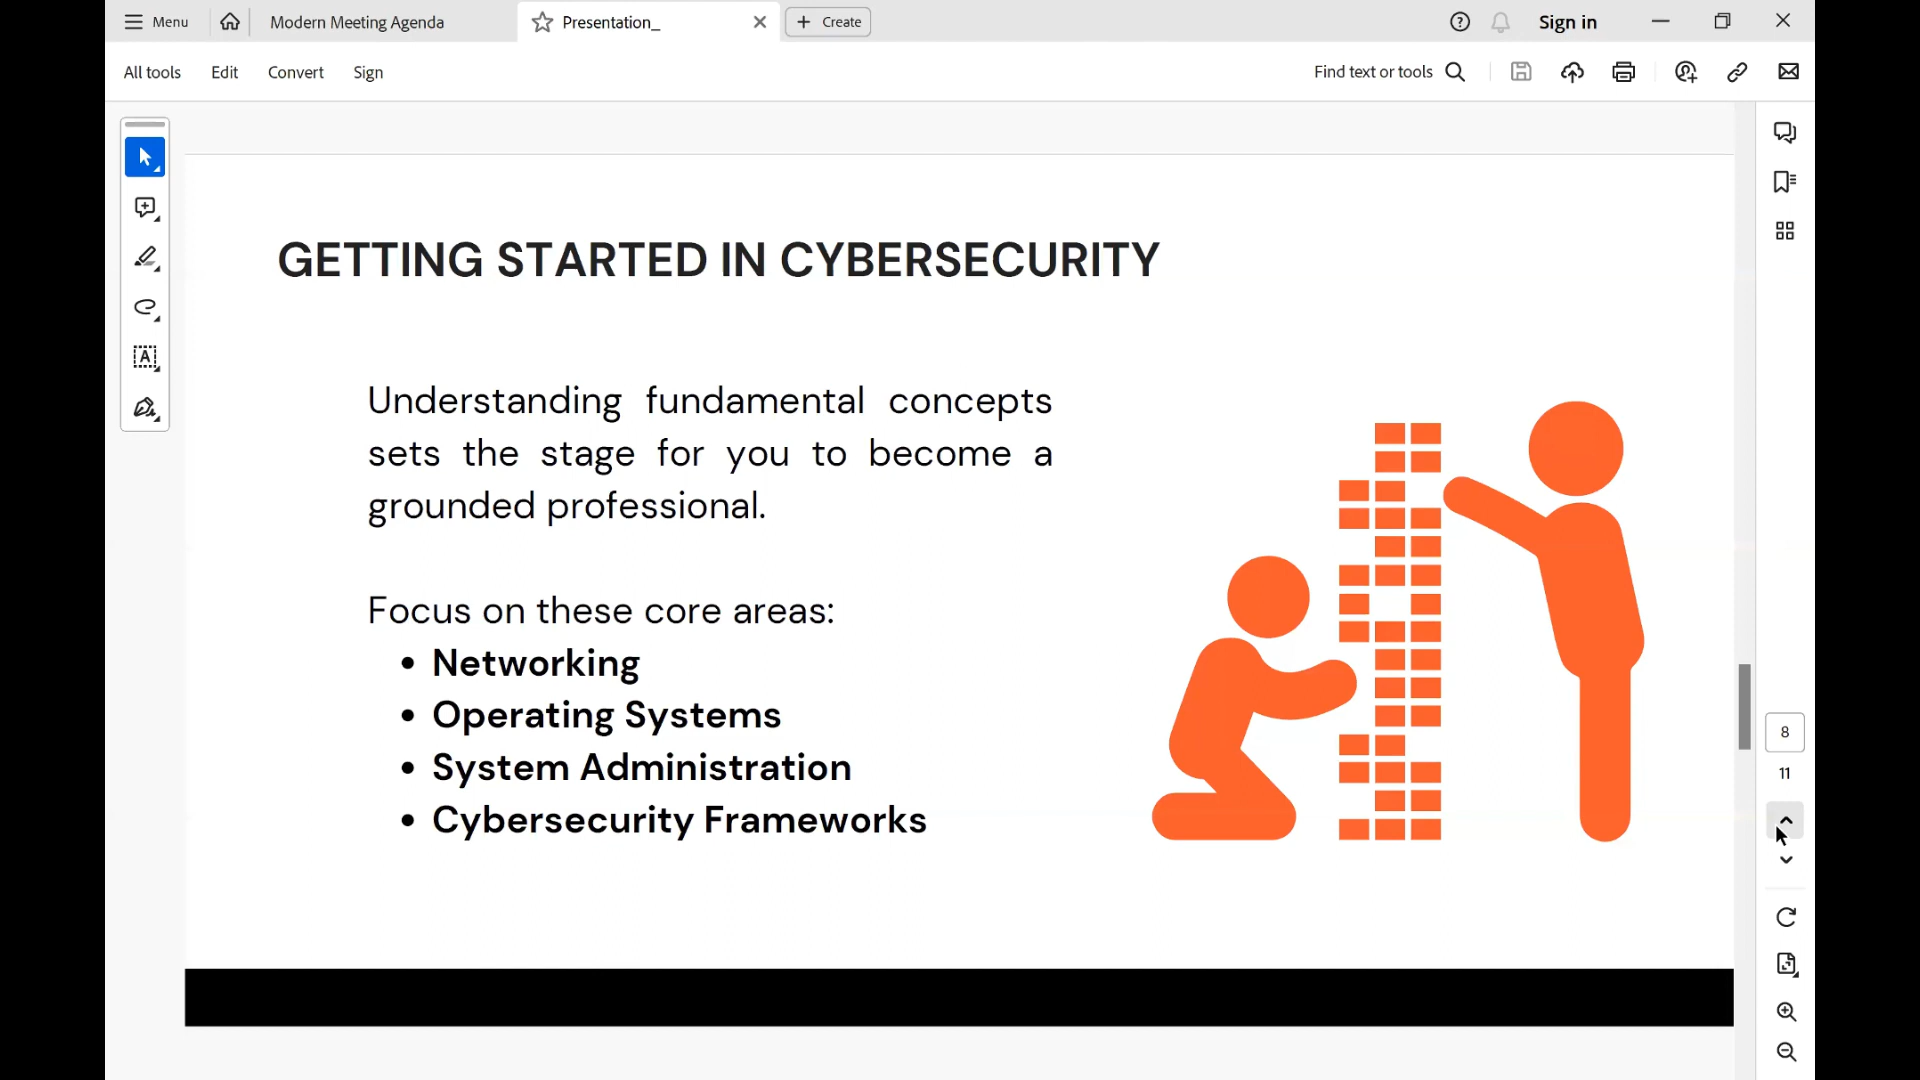 Menu
Modern Meeting Agenda
Presentation_
Create
Sign in
All tools
Edit
Convert
Sign
Find text or tools
GETTING STARTED IN CYBERSECURITY
Understanding fundamental concepts
sets the stage for you to become a
grounded professional.
Focus on these core areas:
• Networking
• Operating Systems
• System Administration
• Cybersecurity Frameworks
8
11